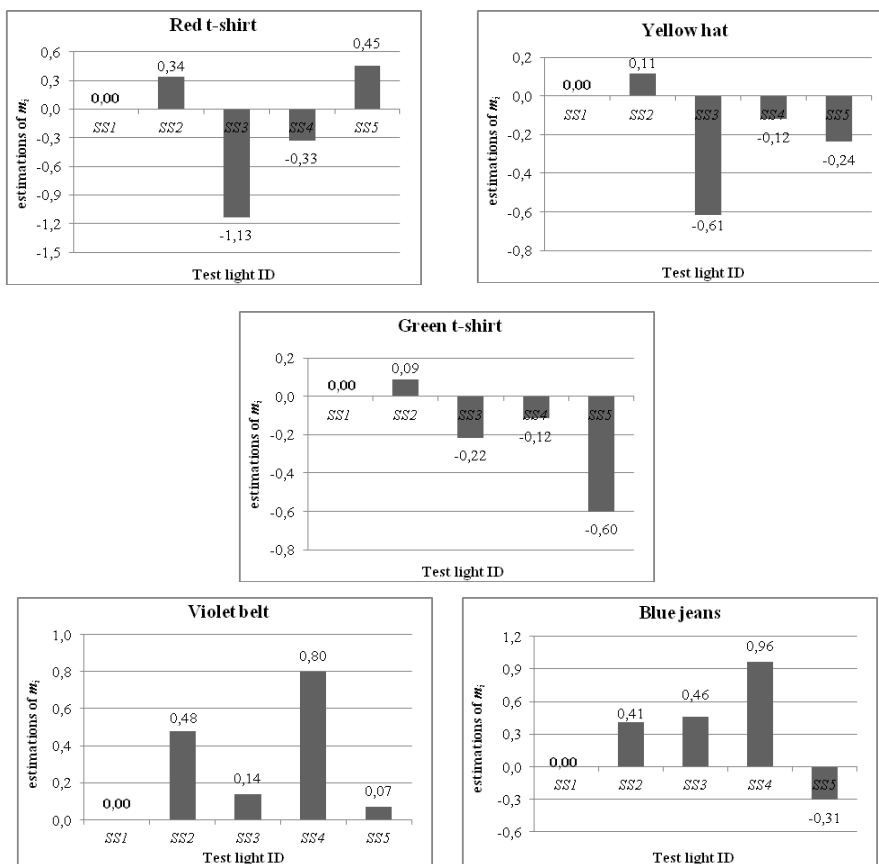 Red t-shirt
estimations of mᵢ
0,6
0,3
0,0
-0,3
-0,6
-0,9
-1,2
-1,5
0,00
0,34
-1,13
-0,33
0,45
SS1 SS2 SS3 SS4 SS5
Test light ID
Yellow hat
estimations of mᵢ
0,2
0,0
-0,2
-0,4
-0,6
-0,8
0,00
0,11
-0,61
-0,12
-0,24
SS1 SS2 SS3 SS4 SS5
Test light ID
Green t-shirt
estimations of mᵢ
0,2
0,0
-0,2
-0,4
-0,6
-0,8
0,00
0,09
-0,22
-0,12
-0,60
SS1 SS2 SS3 SS4 SS5
Test light ID
Violet belt
estimations of mᵢ
1,0
0,8
0,6
0,4
0,2
0,0
0,00
0,48
0,14
0,80
0,07
SS1 SS2 SS3 SS4 SS5
Test light ID
Blue jeans
estimations of mᵢ
1,2
0,9
0,6
0,3
0,0
-0,3
-0,6
0,00
0,41
0,46
0,96
-0,31
SS1 SS2 SS3 SS4 SS5
Test light ID